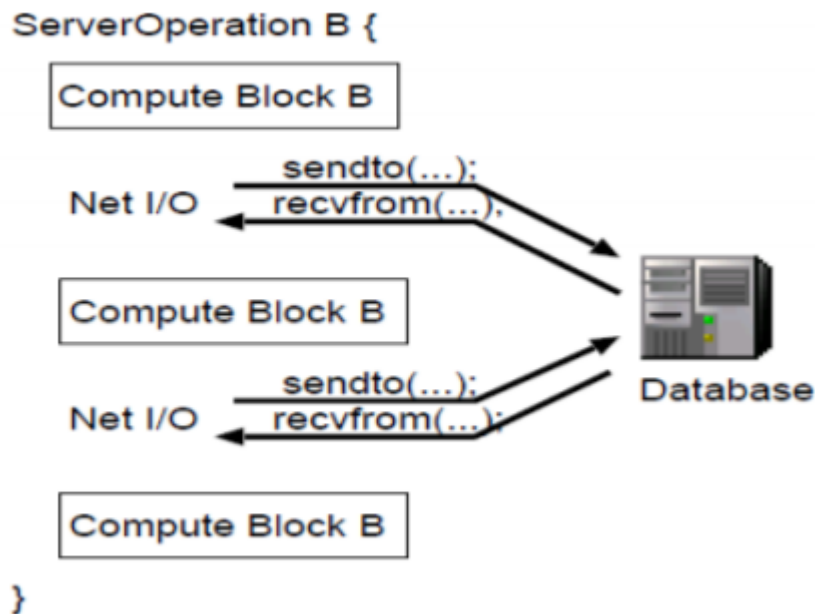 ServerOperation B {
Compute Block B
sendto(...);
Net I/O
recvfrom(...),
Compute Block B
sendto(...);
Net I/O
recvfrom(...);
Database
Compute Block B
}